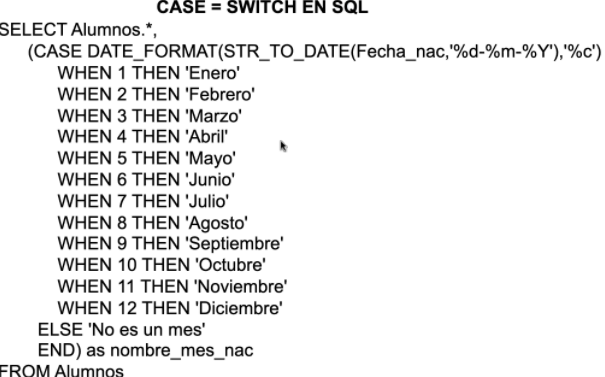 CASE = SWITCH EN SQL
SELECT Alumnos.*,
(CASE DATE_FORMAT(STR_TO_DATE(Fecha_nac,'%d-%m-%Y'),'%c')
WHEN 1 THEN 'Enero'
WHEN 2 THEN 'Febrero'
WHEN 3 THEN 'Marzo'
WHEN 4 THEN 'Abril'
WHEN 5 THEN 'Mayo'
WHEN 6 THEN 'Junio'
WHEN 7 THEN 'Julio'
WHEN 8 THEN 'Agosto'
WHEN 9 THEN 'Septiembre'
WHEN 10 THEN 'Octubre'
WHEN 11 THEN 'Noviembre'
WHEN 12 THEN 'Diciembre'
ELSE 'No es un mes'
END) as nombre_mes_nac
FROM Alumnos